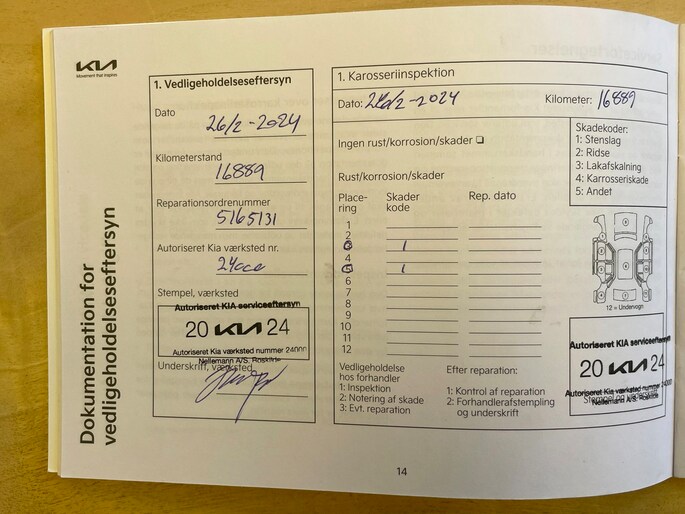 KIA
Movement that inspires
Dokumentation for
vedligeholdelseseftersyn
1. Vedligeholdelseseftersyn
Dato
26/2 - 2024
Kilometerstand
16889
Reparationsordrenummer
5165131
Autoriseret Kia værksted nr.
24000
Stempel, værksted
Autoriseret KIA serviceeftersyn
20 KIA 24
Autoriseret Kia værksted nummer 24000
Nellemann A/S. Roskilde
Underskrift, værksted
1. Karosseriinspektion
Dato: 26/2-2024
Kilometer: 16889
Ingen rust/korrosion/skader ❏
Rust/korrosion/skader
Place-
ring
Skader
kode
Rep. dato
1
2
3 1
4
5 1
6
7
8
9
10
11
12
Skadekoder:
1: Stenslag
2: Ridse
3: Lakafskalning
4: Karrosseriskade
5: Andet
12 = Undervogn
Vedligeholdelse
hos forhandler
1: Inspektion
2: Notering af skade
3: Evt. reparation
Efter reparation:
1: Kontrol af reparation
2: Forhandlerafstempling
og underskrift
Autoriseret KIA serviceeftersyn
20 KIA 24
Autoriseret Kia værksted nummer 24000
Nellemann A/S. Roskilde
Stempel og
14